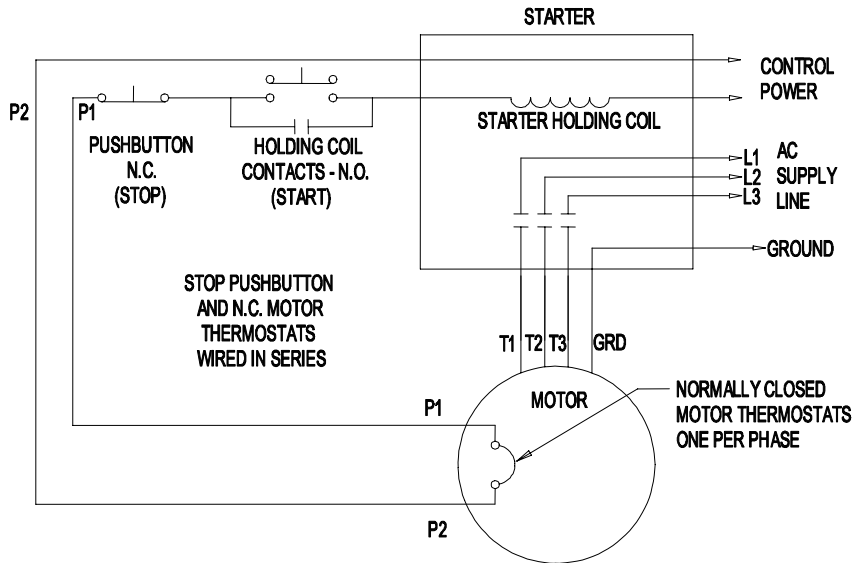 STARTER
CONTROL
POWER
P2
P1
STARTER HOLDING COIL
PUSHBUTTON
N.C.
(STOP)
HOLDING COIL
CONTACTS - N.O.
(START)
L1
L2
L3
AC
SUPPLY
LINE
GROUND
STOP PUSHBUTTON
AND N.C. MOTOR
THERMOSTATS
WIRED IN SERIES
T1
T2
T3
GRD
MOTOR
NORMALLY CLOSED
MOTOR THERMOSTATS
ONE PER PHASE
P1
P2